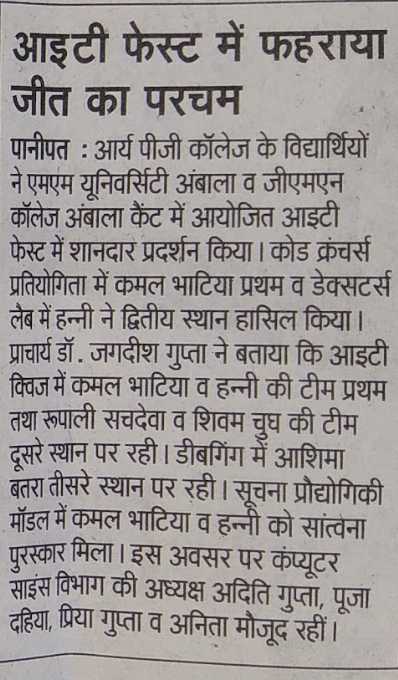 आइटी फेस्ट में फहराया
जीत का परचम
पानीपत : आर्य पीजी कॉलेज के विद्यार्थियों
ने एमएम यूनिवर्सिटी अंबाला व जीएमएन
कॉलेज अंबाला कैंट में आयोजित आइटी
फेस्ट में शानदार प्रदर्शन किया। कोड क्रंचर्स
प्रतियोगिता में कमल भाटिया प्रथम व डेक्सटर्स
लैब में हन्नी ने द्वितीय स्थान हासिल किया।
प्राचार्य डॉ. जगदीश गुप्ता ने बताया कि आइटी
क्विज में कमल भाटिया व हन्नी की टीम प्रथम
तथा रूपाली सचदेवा व शिवम चुघ की टीम
दूसरे स्थान पर रही। डीबगिंग में आशिमा
बतरा तीसरे स्थान पर रही। सूचना प्रौद्योगिकी
मॉडल में कमल भाटिया व हन्नी को सांत्वना
पुरस्कार मिला। इस अवसर पर कंप्यूटर
साइंस विभाग की अध्यक्ष अदिति गुप्ता, पूजा
दहिया, प्रिया गुप्ता व अनिता मौजूद रहीं।